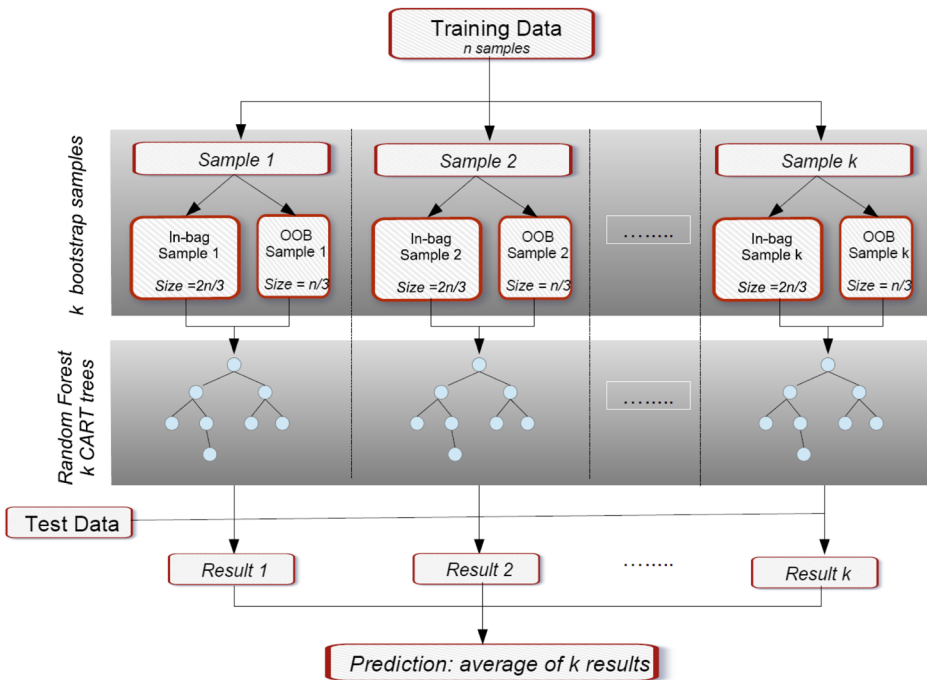 Training Data
n samples
k bootstrap samples
Sample 1
Sample 2
Sample k
In-bag
Sample 1
Size =2n/3
OOB
Sample 1
Size = n/3
In-bag
Sample 2
Size =2n/3
OOB
Sample 2
Size =n/3
........
In-bag
Sample k
Size =2n/3
OOB
Sample k
Size =n/3
Random Forest
k CART trees
........
Test Data
Result 1
Result 2
........
Result k
Prediction: average of k results